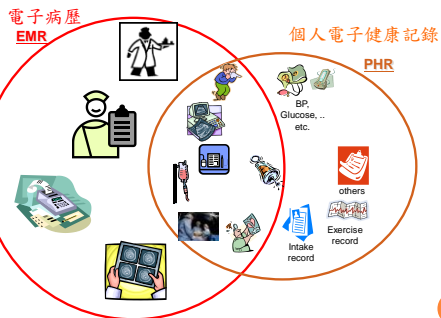 電子病歷
EMR
個人電子健康記錄
PHR
BP,
Glucose, ..
etc.
others
Exercise
record
Intake
record